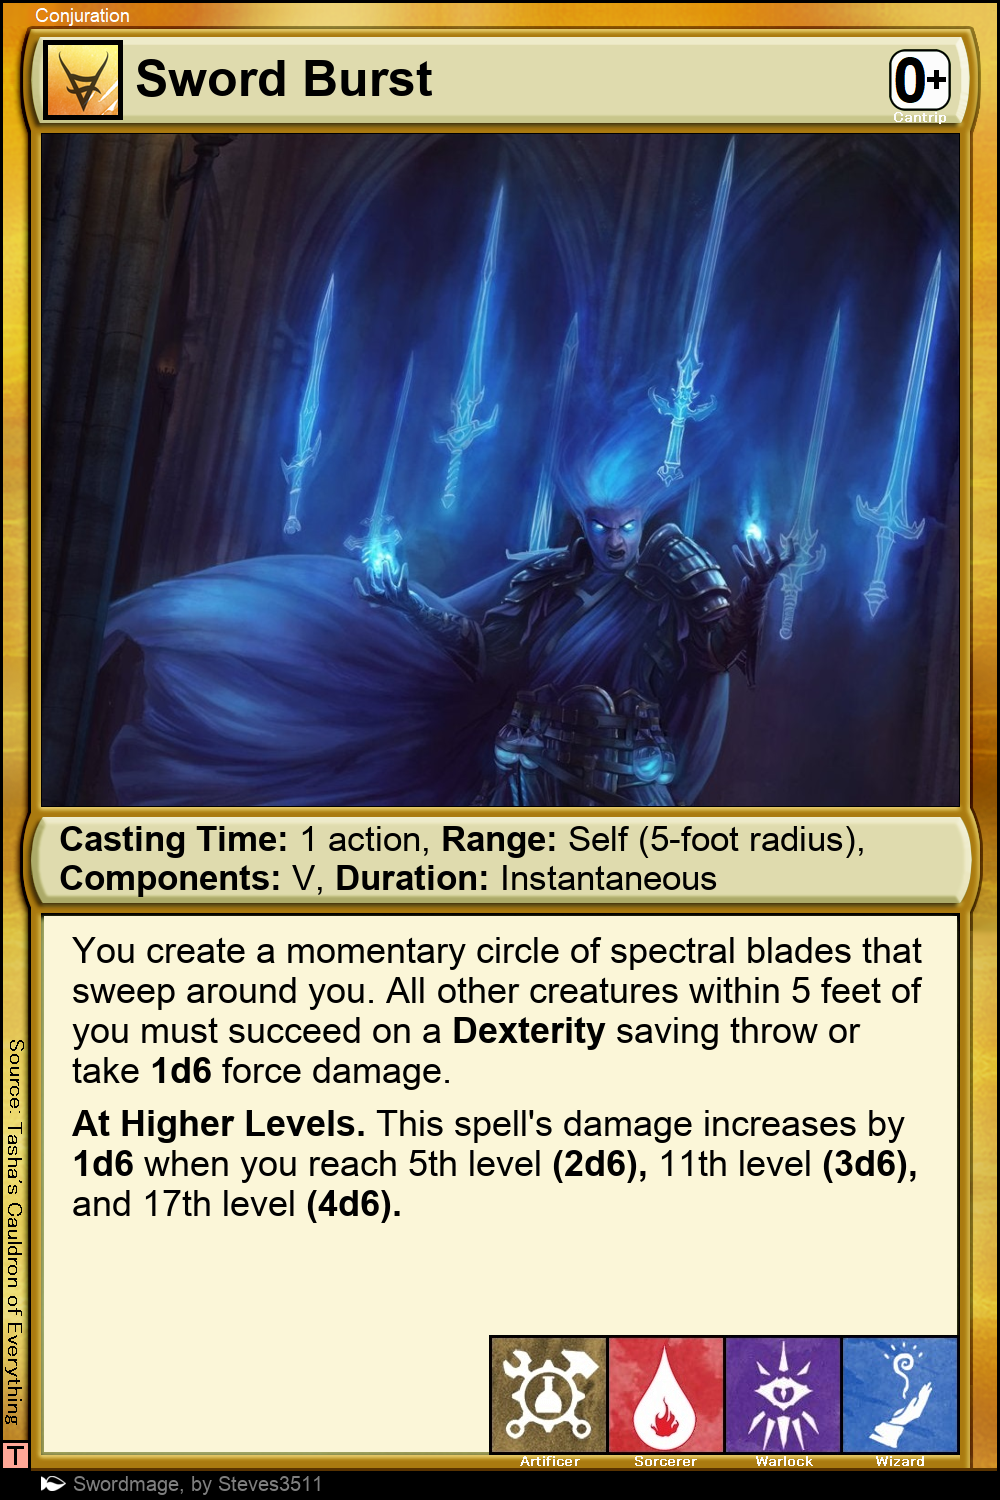 Conjuration
Sword Burst
0+
Cantrip
Casting Time: 1 action, Range: Self (5-foot radius),
Components: V, Duration: Instantaneous
You create a momentary circle of spectral blades that
sweep around you. All other creatures within 5 feet of
you must succeed on a Dexterity saving throw or
take 1d6 force damage.
At Higher Levels. This spell's damage increases by
1d6 when you reach 5th level (2d6), 11th level (3d6),
and 17th level (4d6).
Source: Tasha's Cauldron of Everything
T
Artificer
Sorcerer
Warlock
Wizard
Swordmage, by Steves3511